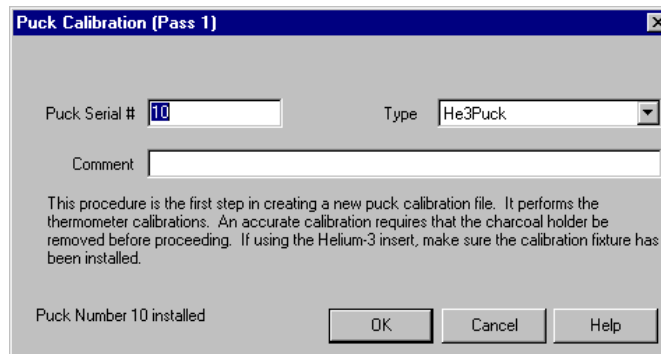 Puck Calibration (Pass 1)
Puck Serial # 10 Type He3Puck
Comment
This procedure is the first step in creating a new puck calibration file. It performs the
thermometer calibrations. An accurate calibration requires that the charcoal holder be
removed before proceeding. If using the Helium-3 insert, make sure the calibration fixture has
been installed.
Puck Number 10 installed
OK Cancel Help